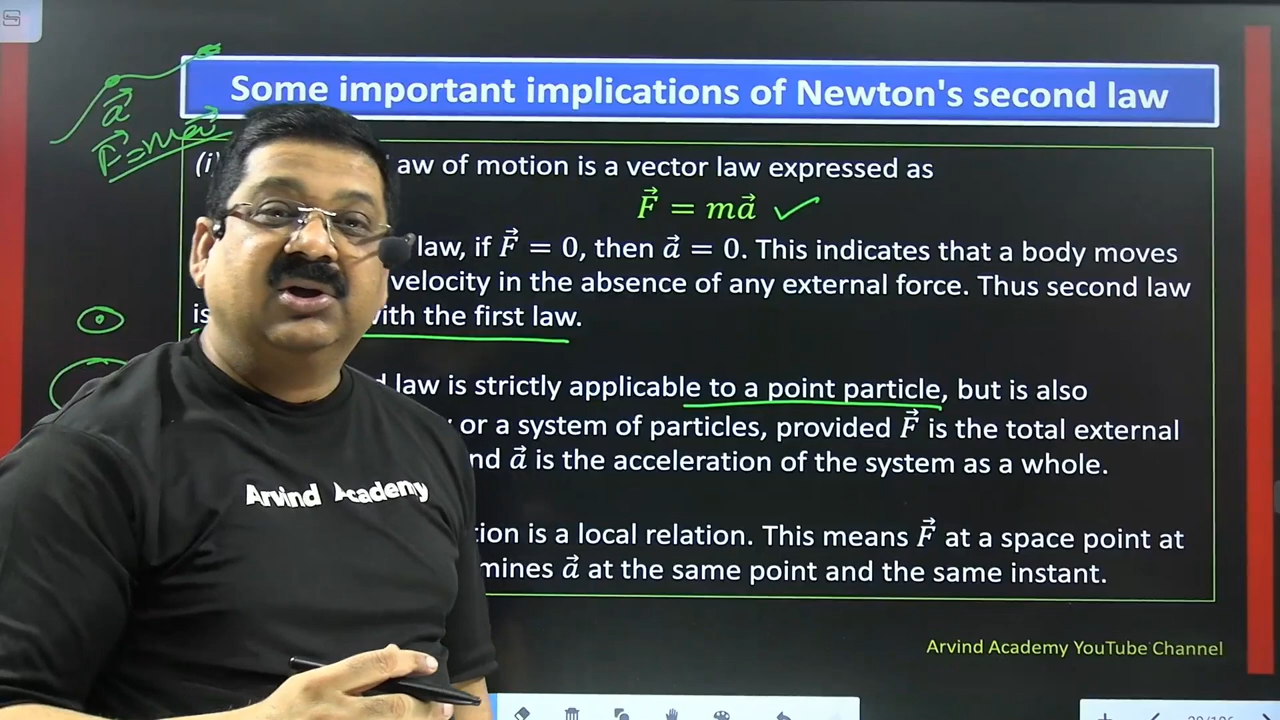 Some important implications of Newton's second law
a⃗
F⃗=ma⃗
(i) aw of motion is a vector law expressed as
F⃗ = ma⃗ ✓
law, if F⃗ = 0, then a⃗ = 0. This indicates that a body moves
velocity in the absence of any external force. Thus second law
is with the first law.
law is strictly applicable to a point particle, but is also
or a system of particles, provided F⃗ is the total external
nd a⃗ is the acceleration of the system as a whole.
tion is a local relation. This means F⃗ at a space point at
mines a⃗ at the same point and the same instant.
Arvind Academy
Arvind Academy YouTube Channel